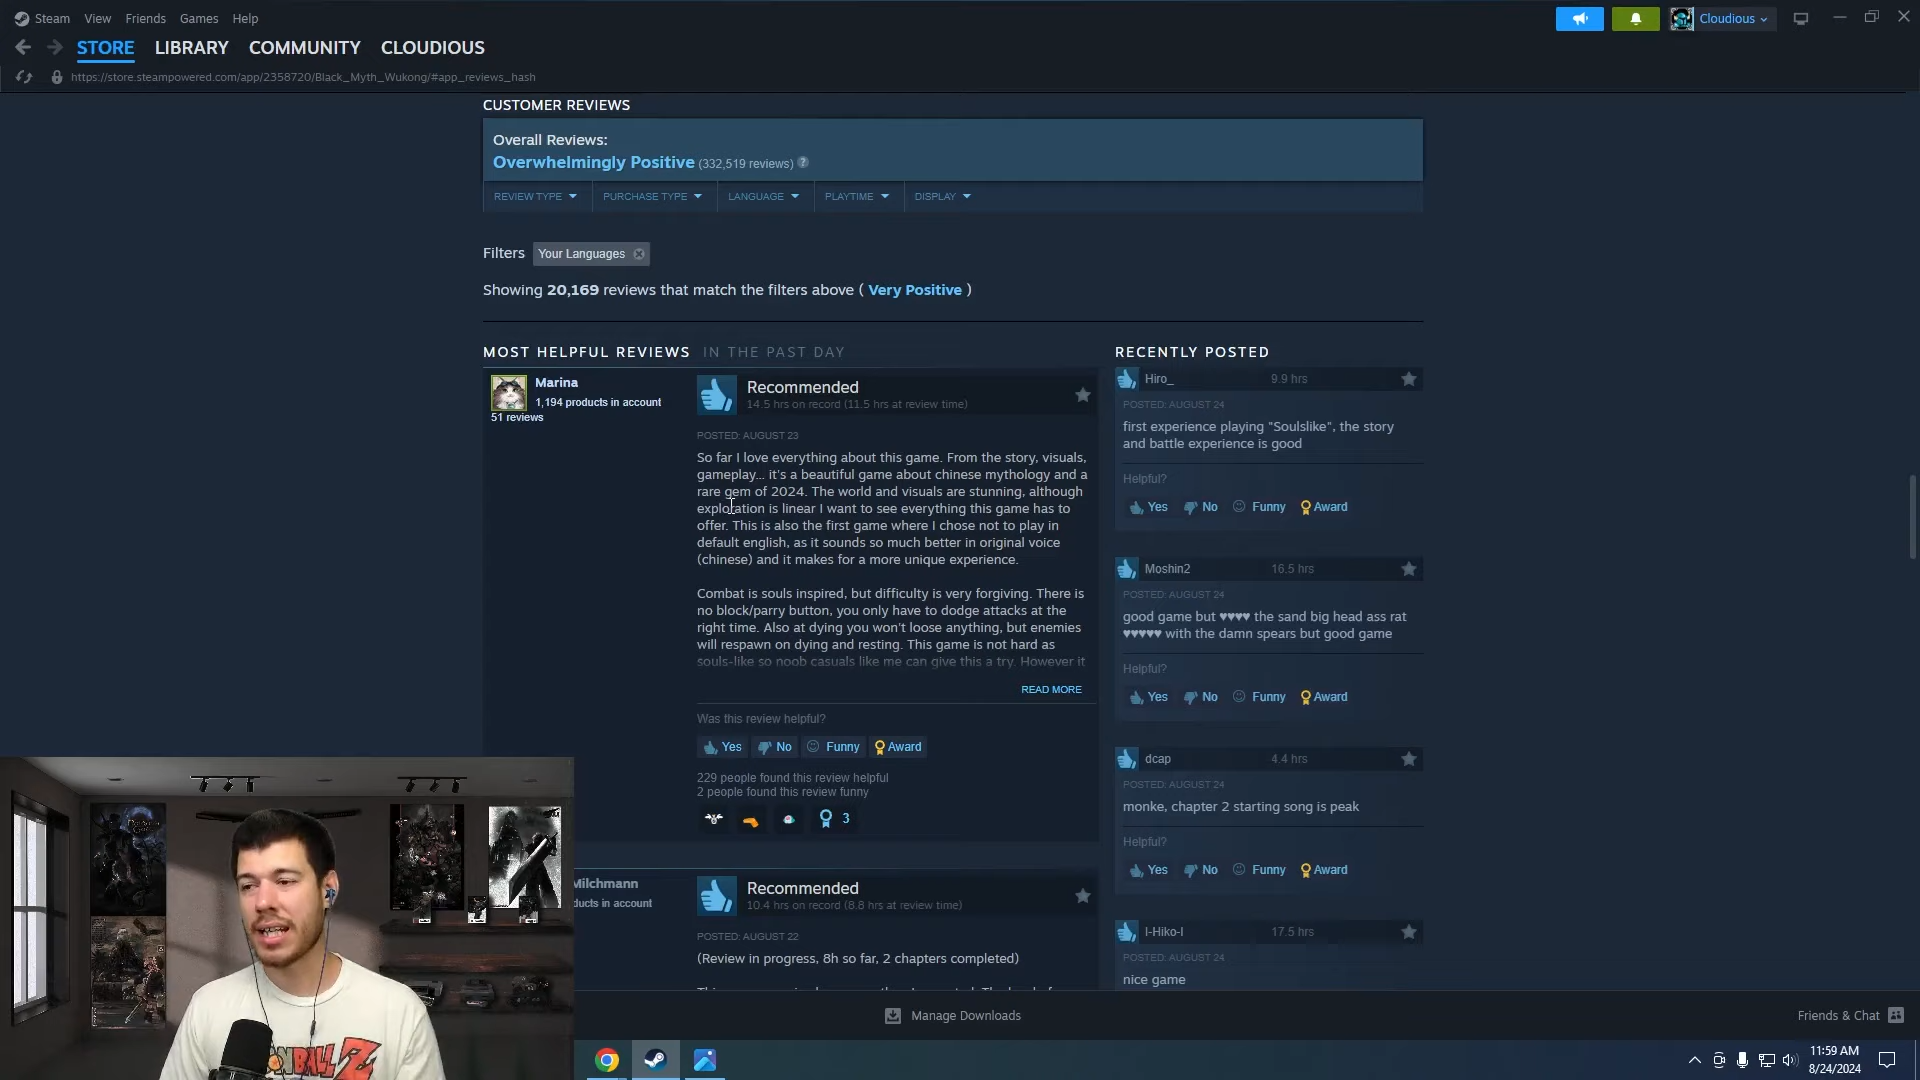 Steam View Friends Games Help
Cloudious
STORE LIBRARY COMMUNITY CLOUDIOUS
https://store.steampowered.com/app/2358720/Black_Myth_Wukong/#app_reviews_hash
CUSTOMER REVIEWS
Overall Reviews:
Overwhelmingly Positive (332,519 reviews) ?
REVIEW TYPE PURCHASE TYPE LANGUAGE PLAYTIME DISPLAY
Filters Your Languages
Showing 20,169 reviews that match the filters above ( Very Positive )
MOST HELPFUL REVIEWS IN THE PAST DAY
Marina
1,194 products in account
51 reviews
Recommended
14.5 hrs on record (11.5 hrs at review time)
POSTED: AUGUST 23
So far I love everything about this game. From the story, visuals,
gameplay... it's a beautiful game about chinese mythology and a
rare gem of 2024. The world and visuals are stunning, although
exploration is linear I want to see everything this game has to
offer. This is also the first game where I chose not to play in
default english, as it sounds so much better in original voice
(chinese) and it makes for a more unique experience.
Combat is souls inspired, but difficulty is very forgiving. There is
no block/parry button, you only have to dodge attacks at the
right time. Also at dying you won't loose anything, but enemies
will respawn on dying and resting. This game is not hard as
souls-like so noob casuals like me can give this a try. However it
READ MORE
Was this review helpful?
Yes No Funny Award
229 people found this review helpful
2 people found this review funny
3
Milchmann
ducts in account
Recommended
10.4 hrs on record (8.8 hrs at review time)
POSTED: AUGUST 22
(Review in progress, 8h so far, 2 chapters completed)
RECENTLY POSTED
Hiro_ 9.9 hrs
POSTED: AUGUST 24
first experience playing "Soulslike", the story
and battle experience is good
Helpful?
Yes No Funny Award
Moshin2 16.5 hrs
POSTED: AUGUST 24
good game but ♥♥♥♥ the sand big head ass rat
♥♥♥♥♥ with the damn spears but good game
Helpful?
Yes No Funny Award
dcap 4.4 hrs
POSTED: AUGUST 24
monke, chapter 2 starting song is peak
Helpful?
Yes No Funny Award
I-Hiko-I 17.5 hrs
POSTED: AUGUST 24
nice game
Manage Downloads
Friends & Chat
11:59 AM
8/24/2024